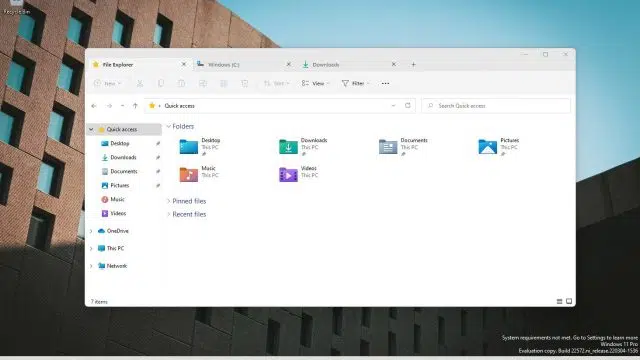 Recycle Bin
File Explorer
Windows (C:)
Downloads
New
Sort
View
Filter
Quick access
Search Quick access
Quick access
Desktop
Downloads
Documents
Pictures
Music
Videos
OneDrive
This PC
Network
Folders
Desktop
This PC
Downloads
This PC
Documents
This PC
Pictures
This PC
Music
This PC
Videos
This PC
Pinned files
Recent files
7 items
System requirements not met. Go to Settings to learn more
Windows 11 Pro
Evaluation copy. Build 22572.ni_release.220304-1536